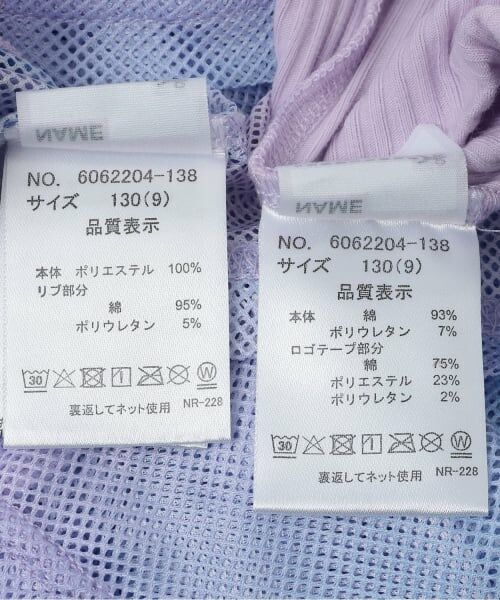 NAME
NO. 6062204-138
サイズ 130(9)
品質表示
本体 ポリエステル 100%
リブ部分
綿 95%
ポリウレタン 5%
30
W
裏返してネット使用 NR-228
NAME
NO. 6062204-138
サイズ 130(9)
品質表示
本体 綿 93%
ポリウレタン 7%
ロゴテープ部分
綿 75%
ポリエステル 23%
ポリウレタン 2%
30
W
裏返してネット使用 NR-228